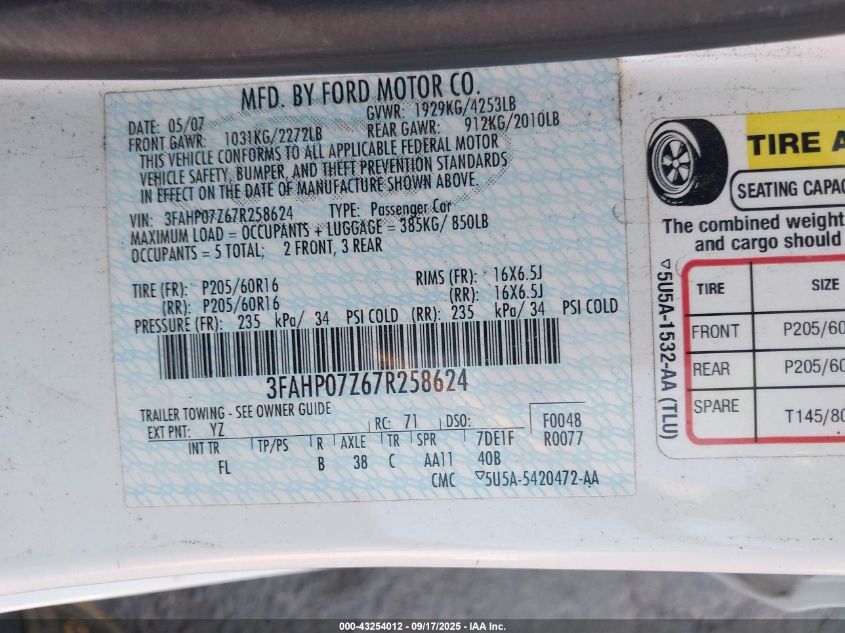 MFD. BY FORD MOTOR CO.
DATE: 05/07 GVWR: 1929KG/4253LB
FRONT GAWR: 1031KG/2272LB REAR GAWR: 912KG/2010LB
THIS VEHICLE CONFORMS TO ALL APPLICABLE FEDERAL MOTOR
VEHICLE SAFETY, BUMPER, AND THEFT PREVENTION STANDARDS
IN EFFECT ON THE DATE OF MANUFACTURE SHOWN ABOVE.
VIN: 3FAHP07Z67R258624 TYPE: Passenger Car
MAXIMUM LOAD = OCCUPANTS + LUGGAGE = 385KG/ 850LB
OCCUPANTS = 5 TOTAL; 2 FRONT, 3 REAR
TIRE (FR): P205/60R16 RIMS (FR): 16X6.5J
(RR): P205/60R16 (RR): 16X6.5J
PRESSURE (FR): 235 kPa/ 34 PSI COLD (RR): 235 kPa/ 34 PSI COLD
3FAHP07Z67R258624
TRAILER TOWING - SEE OWNER GUIDE
EXT PNT: YZ RC: 71 DSO: F0048
INT TR TP/PS R AXLE TR SPR 7DE1F R0077
FL B 38 C AA11 40B
CMC ▽5U5A-5420472-AA
TIRE A
SEATING CAPAC
The combined weight
and cargo should
▽5U5A-1532-AA (TLU)
TIRE SIZE
FRONT P205/60
REAR P205/60
SPARE T145/80
000-43254012 - 09/17/2025 - IAA Inc.